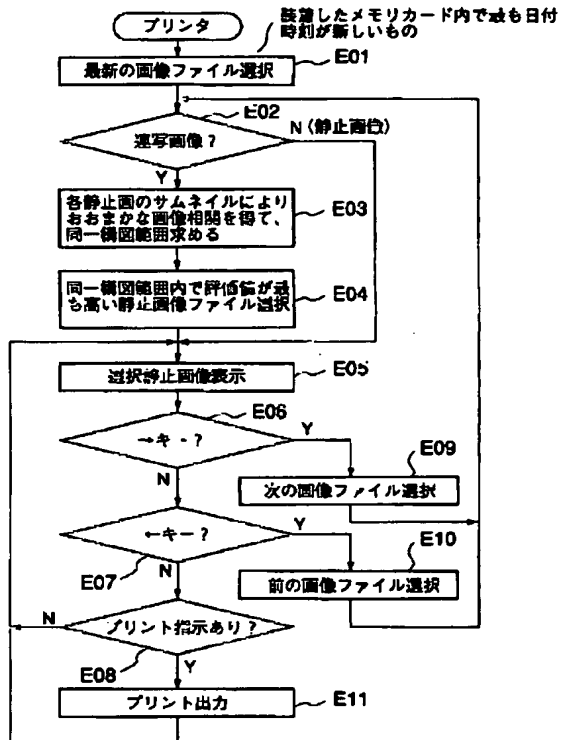 プリンタ
装着したメモリカード内で最も日付
時刻が新しいもの
最新の画像ファイル選択
E01
E02
連写画像？
N（静止画像）
Y
各静止画のサムネイルにより
おおまかな画像相関を得て、
同一構図範囲求める
E03
同一構図範囲内で評価値が最
も高い静止画像ファイル選択
E04
選択静止画像表示
E05
E06
→キー？
Y
N
E09
次の画像ファイル選択
←キー？
Y
E07
N
E10
前の画像ファイル選択
N
プリント指示あり？
E08
Y
プリント出力
E11